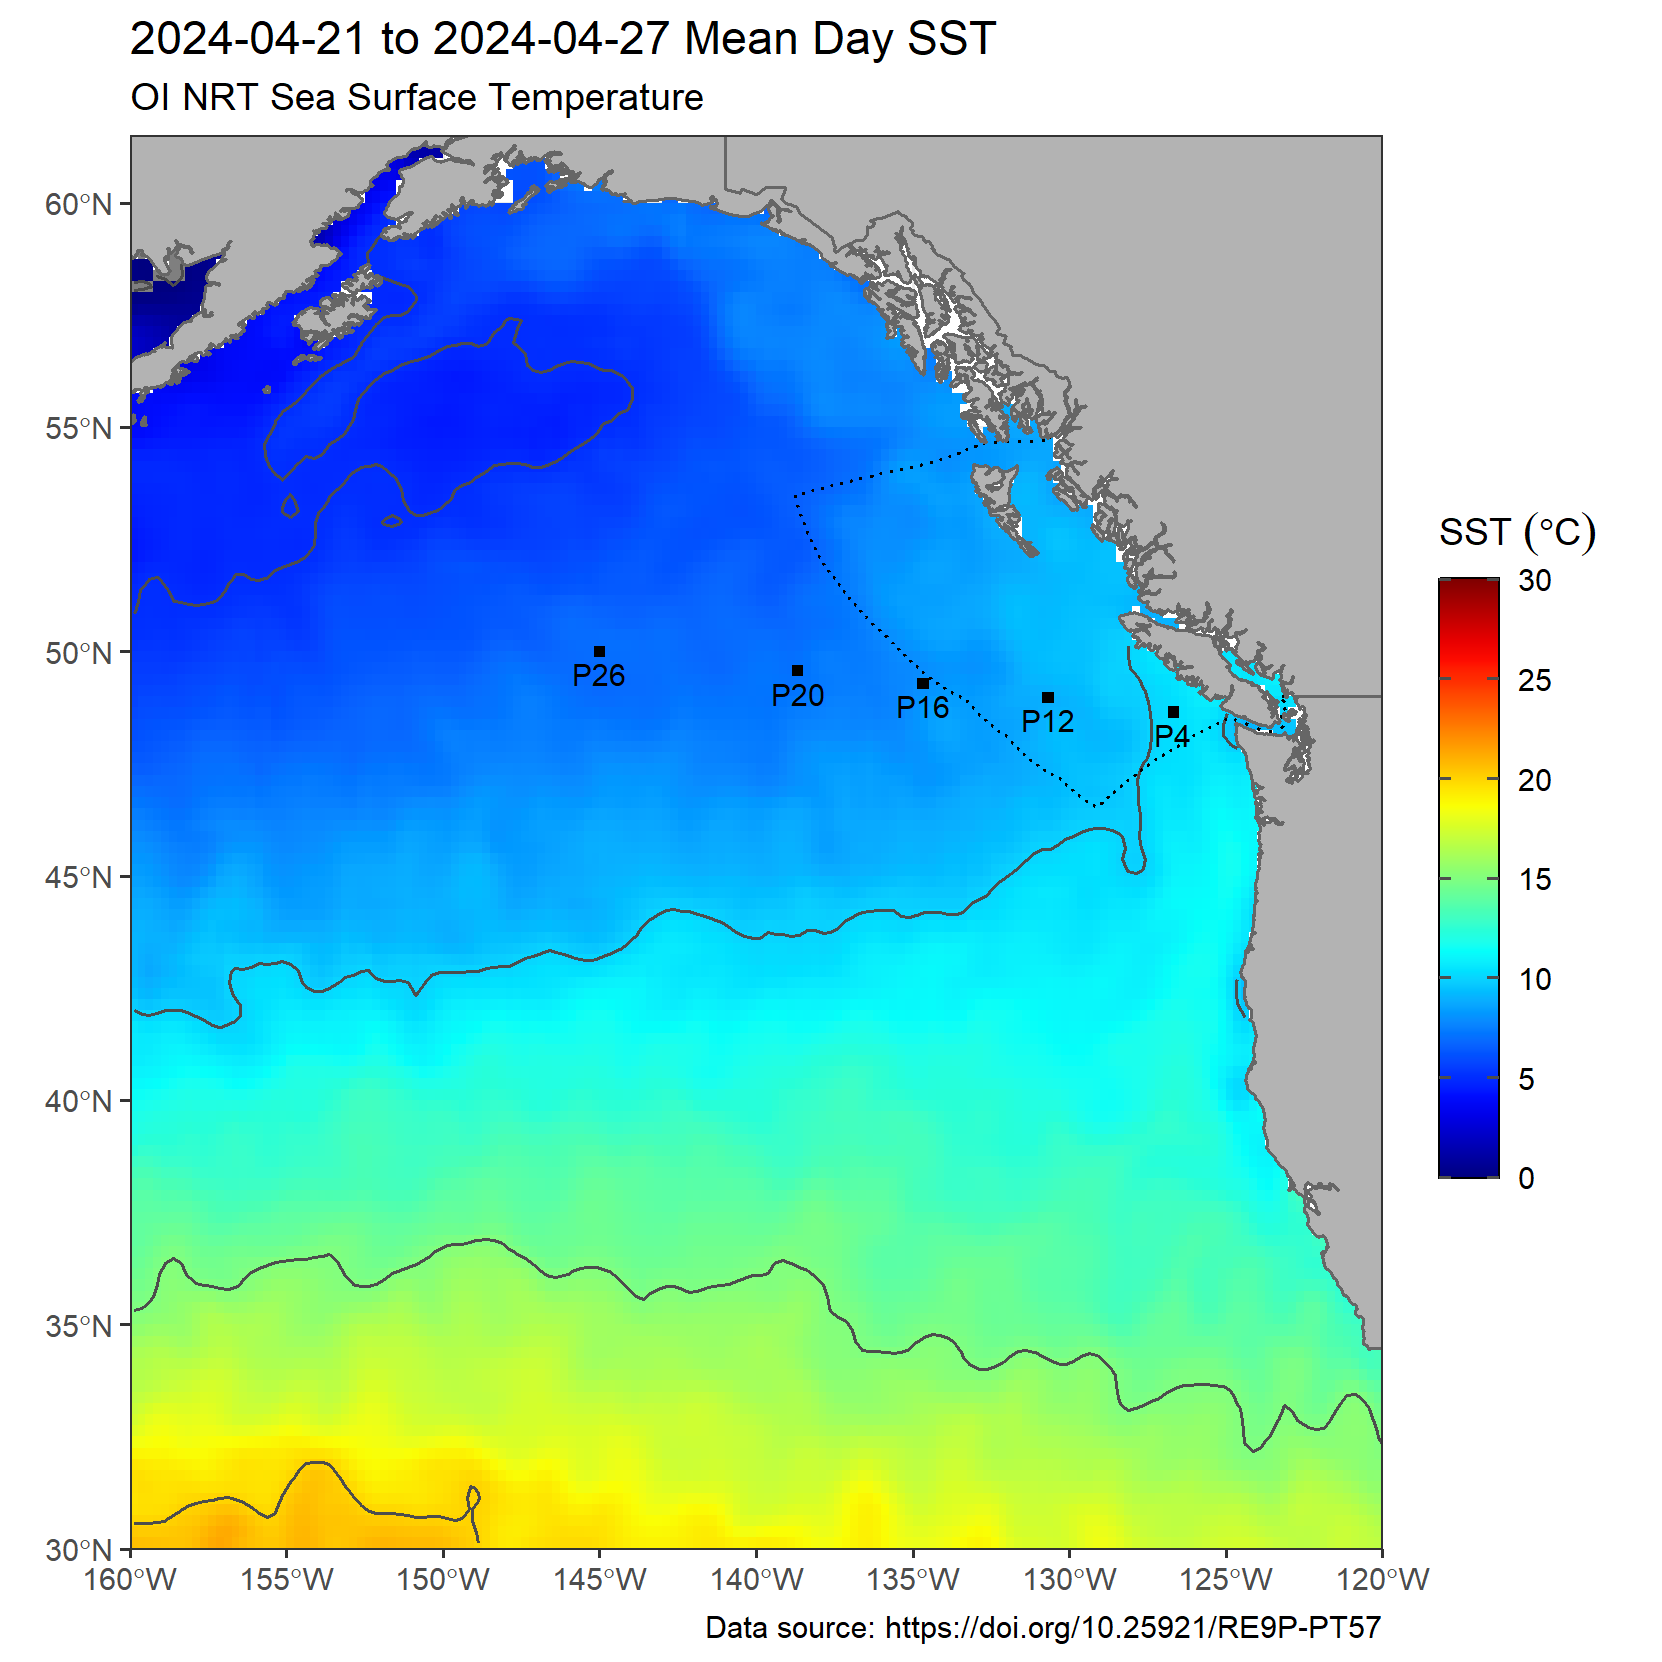 2024-04-21 to 2024-04-27 Mean Day SST
OI NRT Sea Surface Temperature
60°N
55°N
50°N
45°N
40°N
35°N
30°N
P26
P20
P16
P12
P4
160°W
155°W
150°W
145°W
140°W
135°W
130°W
125°W
120°W
SST (°C)
30
25
20
15
10
5
0
Data source: https://doi.org/10.25921/RE9P-PT57